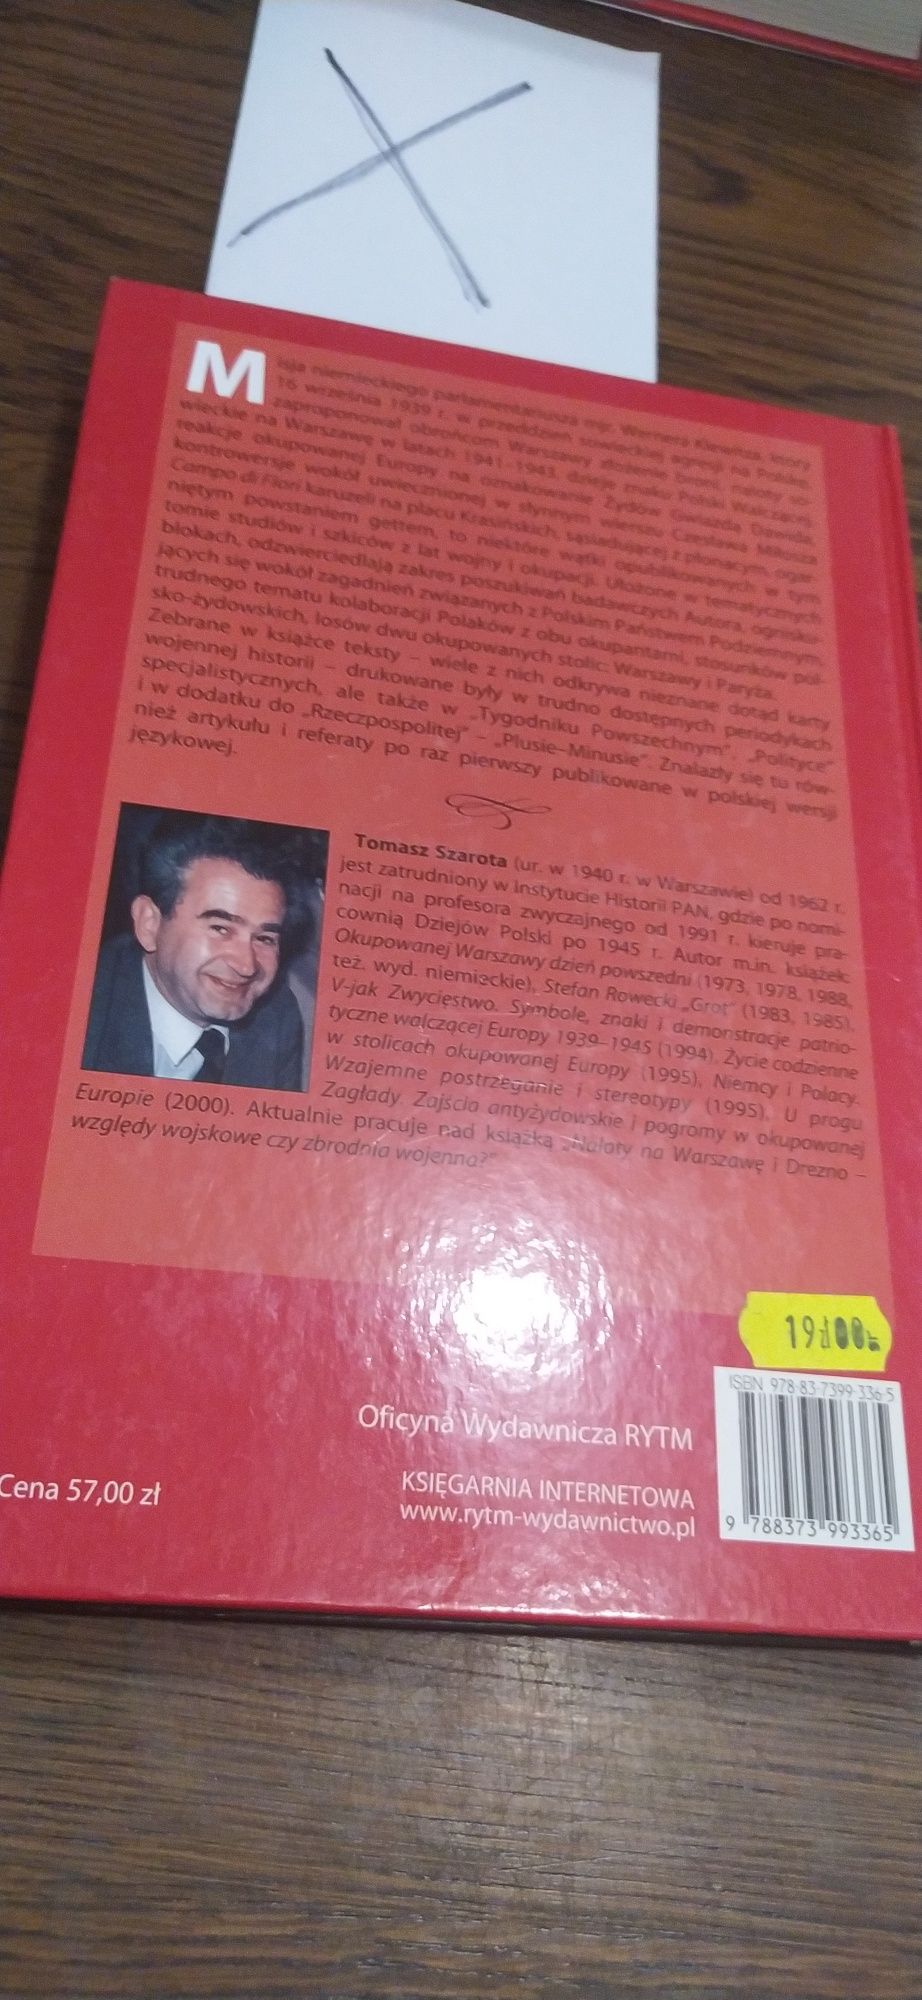 Misja niemieckiego parlamentariusza mjr. Wernera Kiewitza, który
16 września 1939 r. w przeddzień sowieckiej agresji na Polskę,
zaproponował obrońcom Warszawy złożenie broni, naloty so-
wieckie na Warszawę w latach 1941–1943, dzieje znaku Polski Walczącej,
reakcje okupowanej Europy na oznakowanie Żydów Gwiazdą Dawida,
kontrowersje wokół uwiecznionej w słynnym wierszu Czesława Miłosza
Campo di Fiori karuzeli na placu Krasińskich, sąsiadującej z płonącym, ogar-
niętym powstaniem gettem, to niektóre wątki opublikowanych w tym
tomie studiów i szkiców z lat wojny i okupacji. Ułożone w tematycznych
blokach, odzwierciedlają zakres poszukiwań badawczych Autora, ognisku-
jących się wokół zagadnień związanych z Polskim Państwem Podziemnym,
trudnego tematu kolaboracji Polaków z obu okupantami, stosunków pol-
sko-żydowskich, losów dwu okupowanych stolic: Warszawy i Paryża.
Zebrane w książce teksty – wiele z nich odkrywa nieznane dotąd karty
wojennej historii – drukowane były w trudno dostępnych periodykach
specjalistycznych, ale także w „Tygodniku Powszechnym”, „Polityce”
i w dodatku do „Rzeczpospolitej” – „Plusie–Minusie”. Znalazły się tu rów-
nież artykułu i referaty po raz pierwszy publikowane w polskiej wersji
językowej.
Tomasz Szarota (ur. w 1940 r. w Warszawie) od 1962 r.
jest zatrudniony w Instytucie Historii PAN, gdzie po nomi-
nacji na profesora zwyczajnego od 1991 r. kieruje pra-
cownią Dziejów Polski po 1945 r. Autor m.in. książek:
Okupowanej Warszawy dzień powszedni (1973, 1978, 1988,
też. wyd. niemieckie), Stefan Rowecki „Grot” (1983, 1985),
V-jak Zwycięstwo. Symbole, znaki i demonstracje patrio-
tyczne walczącej Europy 1939–1945 (1994), Życie codzienne
w stolicach okupowanej Europy (1995), Niemcy i Polacy.
Wzajemne postrzeganie i stereotypy (1995), U progu
Zagłady. Zajścia antyżydowskie i pogromy w okupowanej
Europie (2000). Aktualnie pracuje nad książką „Naloty na Warszawę i Drezno –
względy wojskowe czy zbrodnia wojenna?”
19 00
ISBN 978-83-7399-336-5
Oficyna Wydawnicza RYTM
KSIĘGARNIA INTERNETOWA
www.rytm-wydawnictwo.pl
Cena 57,00 zł
9 788373 993365